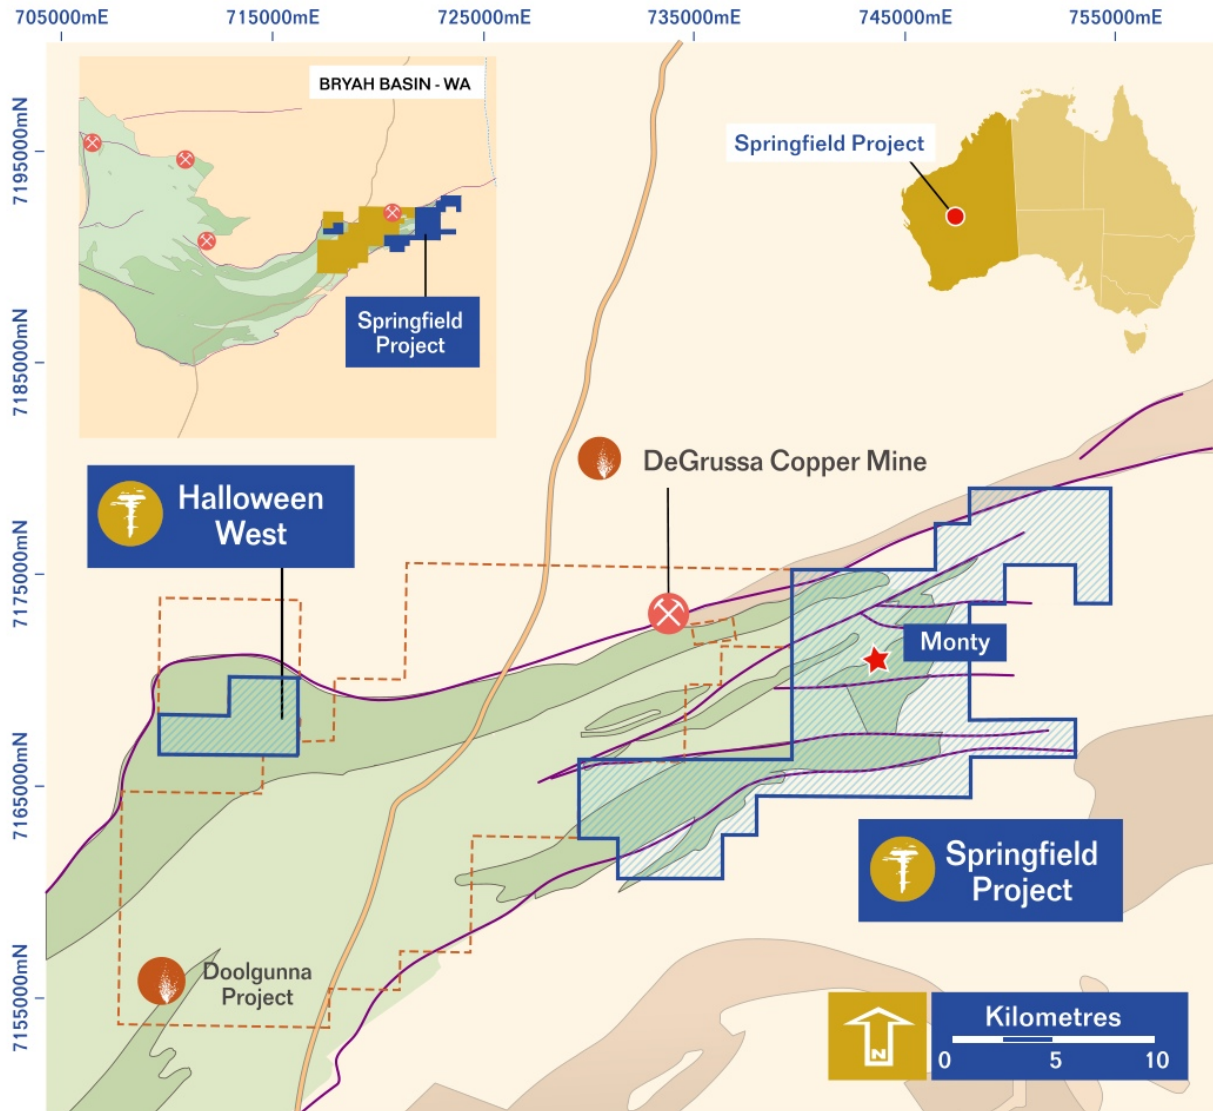 705000mE
715000mE
725000mE
735000mE
745000mE
755000mE
7195000mN
7185000mN
7175000mN
7165000mN
7155000mN
BRYAH BASIN - WA
Springfield
Project
Springfield Project
Halloween
West
DeGrussa Copper Mine
Monty
Springfield
Project
Doolgunna
Project
N
Kilometres
0 5 10